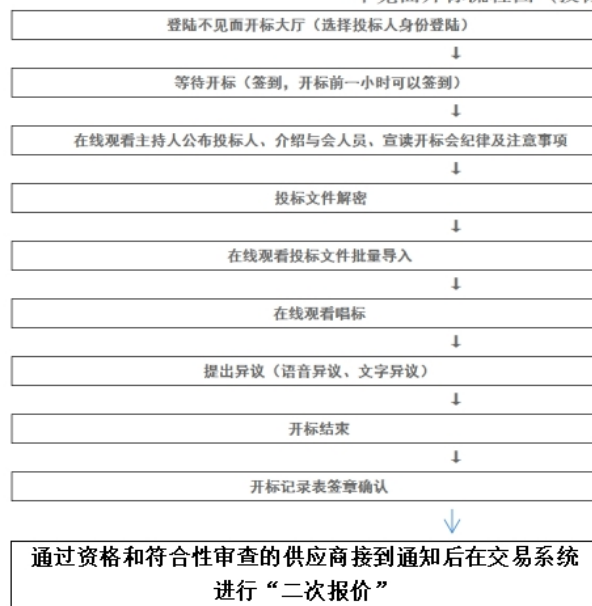 登陆不见面开标大厅（选择投标人身份登陆）
等待开标（签到，开标前一小时可以签到）
在线观看主持人公布投标人、介绍与会人员、宣读开标会纪律及注意事项
投标文件解密
在线观看投标文件批量导入
在线观看唱标
提出异议（语音异议、文字异议）
开标结束
开标记录表签章确认
通过资格和符合性审查的供应商接到通知后在交易系统
进行“二次报价”